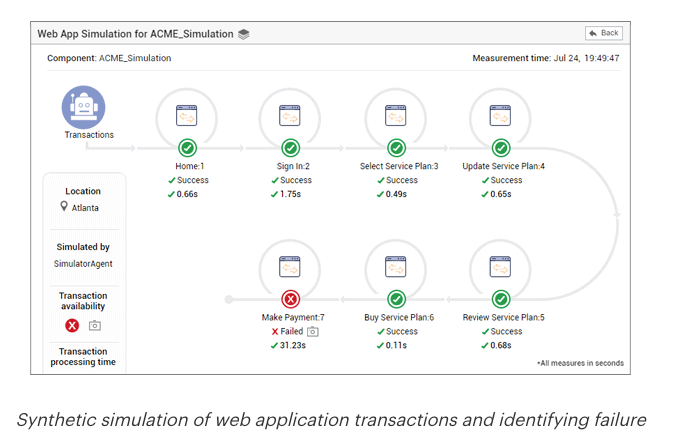 Web App Simulation for ACME_Simulation
Back
Component: ACME_Simulation
Measurement time: Jul 24, 19:49:47
Transactions
Home:1
Success
0.66s
Sign In:2
Success
1.75s
Select Service Plan:3
Success
0.49s
Update Service Plan:4
Success
0.65s
Location
Atlanta
Simulated by
SimulatorAgent
Transaction
availability
Transaction
processing time
Make Payment:7
Failed
31.23s
Buy Service Plan:6
Success
0.11s
Review Service Plan:5
Success
0.68s
*All measures in seconds
Synthetic simulation of web application transactions and identifying failure